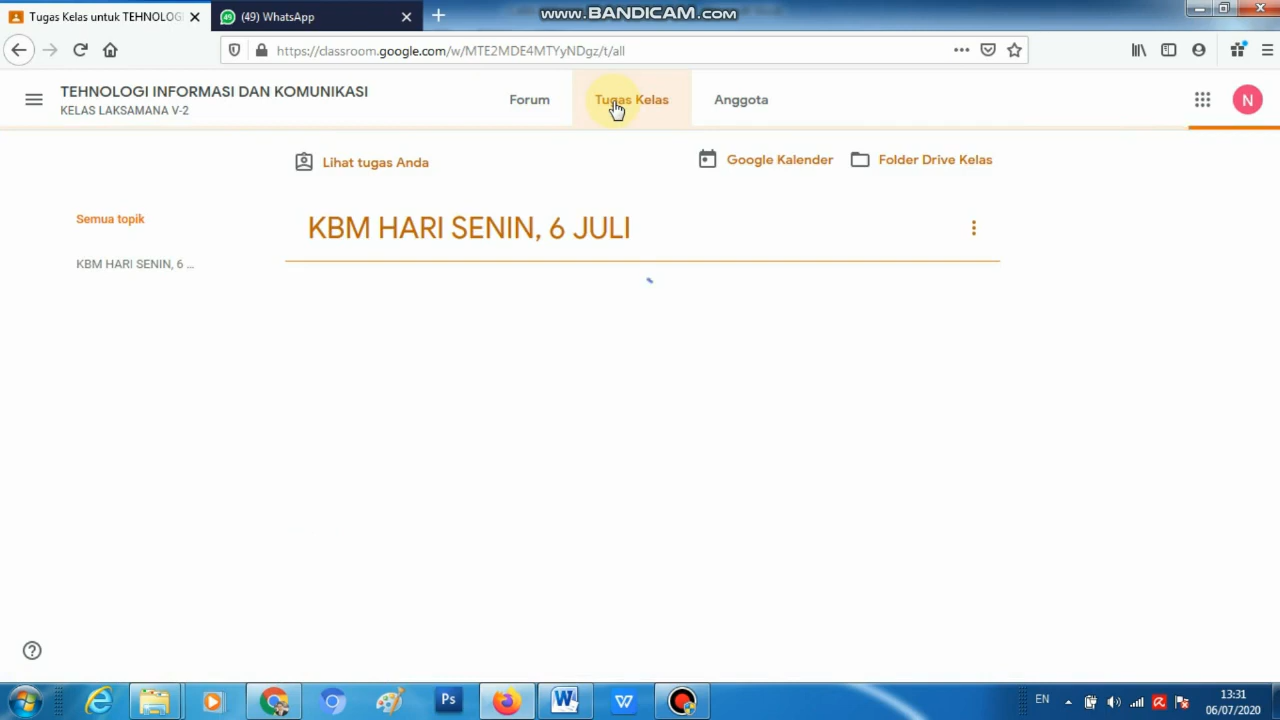 Tugas Kelas untuk TEHNOLOG
(49) WhatsApp
www.BANDICAM.com
https://classroom.google.com/w/MTE2MDE4MTYyNDgz/t/all
TEHNOLOGI INFORMASI DAN KOMUNIKASI
KELAS LAKSAMANA V-2
Forum
Tugas Kelas
Anggota
N
Lihat tugas Anda
Google Kalender
Folder Drive Kelas
Semua topik
KBM HARI SENIN, 6 JULI
KBM HARI SENIN, 6 ...
Ps
EN
13:31
06/07/2020